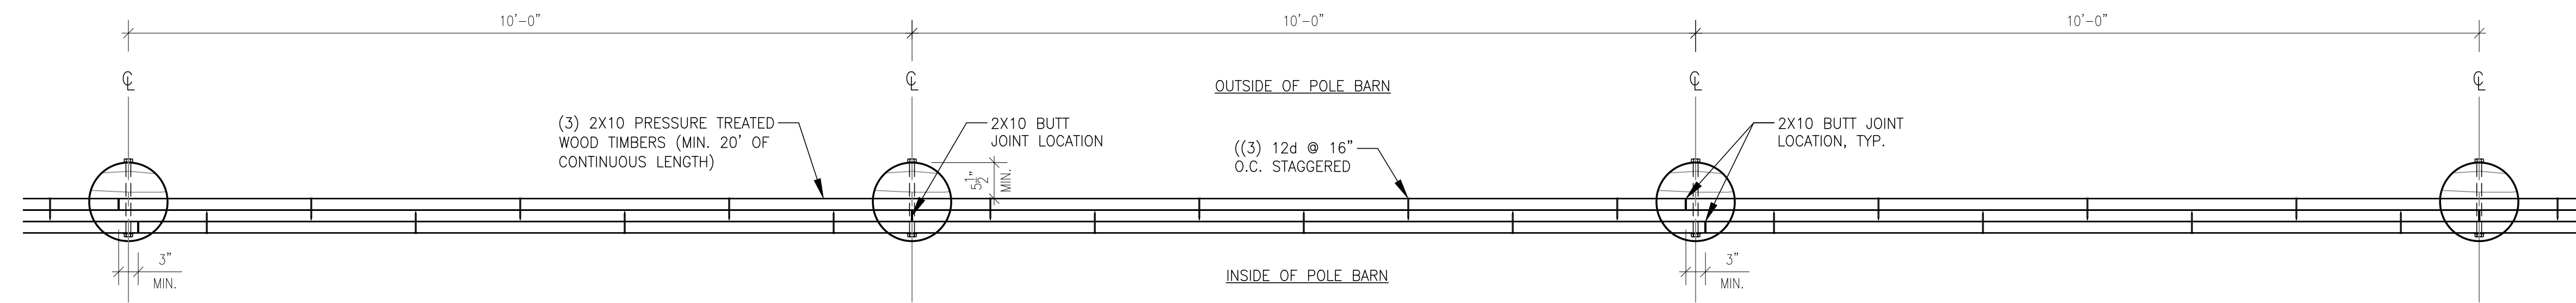 10'-0"
10'-0"
10'-0"
℄
℄
℄
℄
OUTSIDE OF POLE BARN
(3) 2X10 PRESSURE TREATED
WOOD TIMBERS (MIN. 20' OF
CONTINUOUS LENGTH)
2X10 BUTT
JOINT LOCATION
5 1/2"
MIN.
((3) 12d @ 16"
O.C. STAGGERED
2X10 BUTT JOINT
LOCATION, TYP.
3"
MIN.
INSIDE OF POLE BARN
3"
MIN.